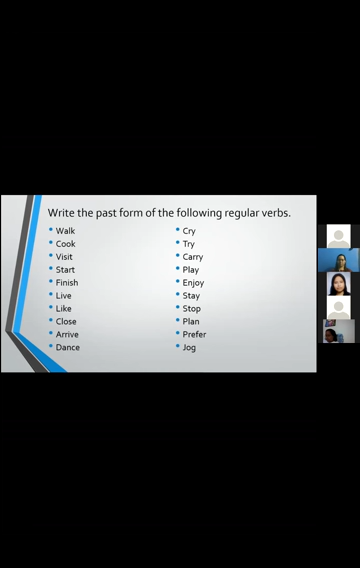 Write the past form of the following regular verbs.
Walk
Cook
Visit
Start
Finish
Live
Like
Close
Arrive
Dance
Cry
Try
Carry
Play
Enjoy
Stay
Stop
Plan
Prefer
Jog